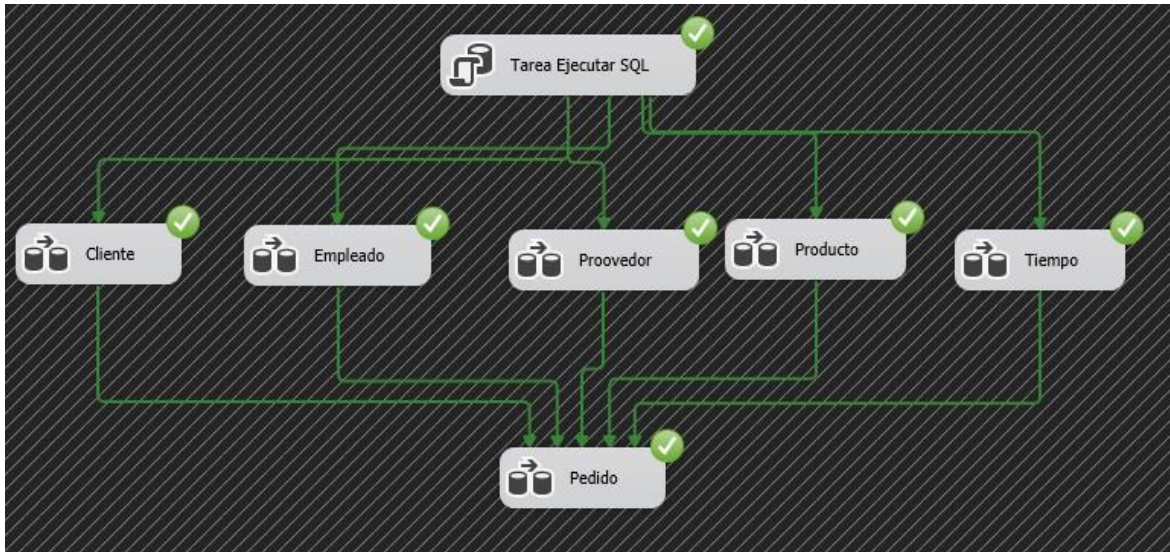 Tarea Ejecutar SQL
Cliente
Empleado
Proovedor
Producto
Tiempo
Pedido